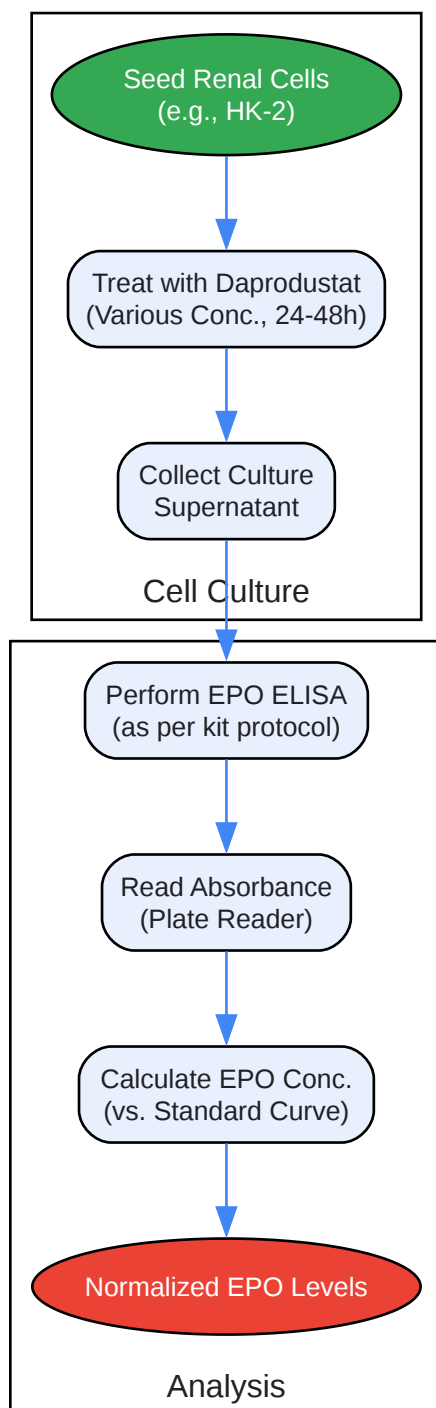 Seed Renal Cells
(e.g., HK-2)
Treat with Daprodustat
(Various Conc., 24-48h)
Collect Culture
Supernatant
Cell Culture
Perform EPO ELISA
(as per kit protocol)
Read Absorbance
(Plate Reader)
Calculate EPO Conc.
(vs. Standard Curve)
Normalized EPO Levels
Analysis